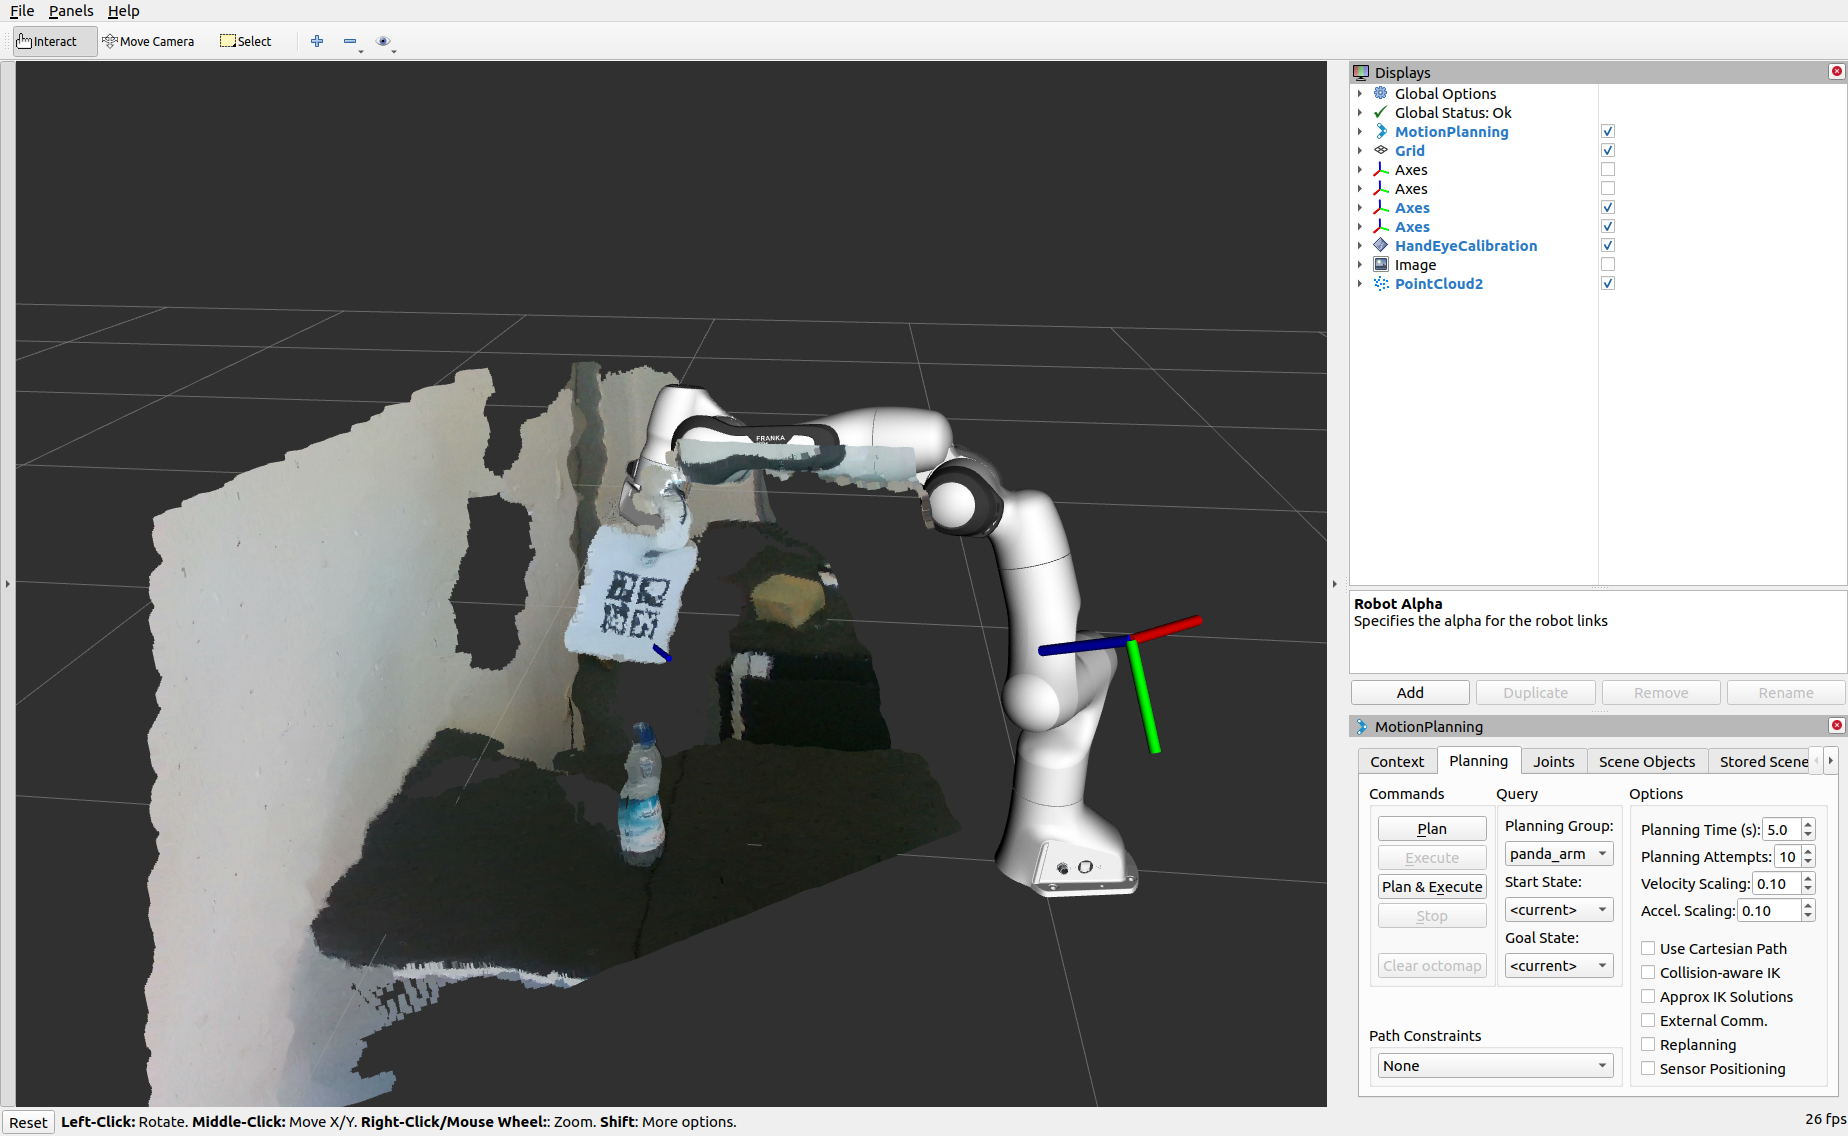 File Panels Help
Interact Move Camera Select
Displays
Global Options
Global Status: Ok
MotionPlanning
Grid
Axes
Axes
Axes
Axes
HandEyeCalibration
Image
PointCloud2
FRANKA
Robot Alpha
Specifies the alpha for the robot links
Add Duplicate Remove Rename
MotionPlanning
Context Planning Joints Scene Objects Stored Scene
Commands Query Options
Plan
Execute
Plan & Execute
Stop
Clear octomap
Planning Group:
panda_arm
Start State:
<current>
Goal State:
<current>
Planning Time (s): 5.0
Planning Attempts: 10
Velocity Scaling: 0.10
Accel. Scaling: 0.10
Use Cartesian Path
Collision-aware IK
Approx IK Solutions
External Comm.
Replanning
Sensor Positioning
Path Constraints
None
Reset Left-Click: Rotate. Middle-Click: Move X/Y. Right-Click/Mouse Wheel:: Zoom. Shift: More options. 26 fps